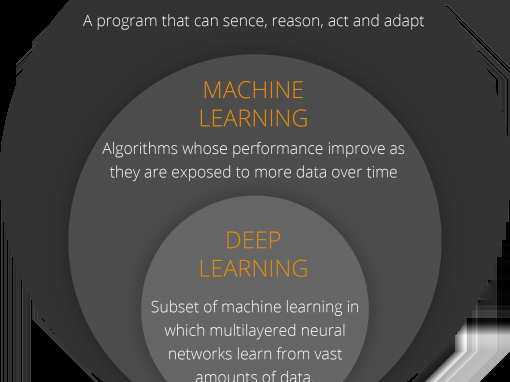 A program that can sence, reason, act and adapt
MACHINE
LEARNING
Algorithms whose performance improve as
they are exposed to more data over time
DEEP
LEARNING
Subset of machine learning in
which multilayered neural
networks learn from vast
amounts of data